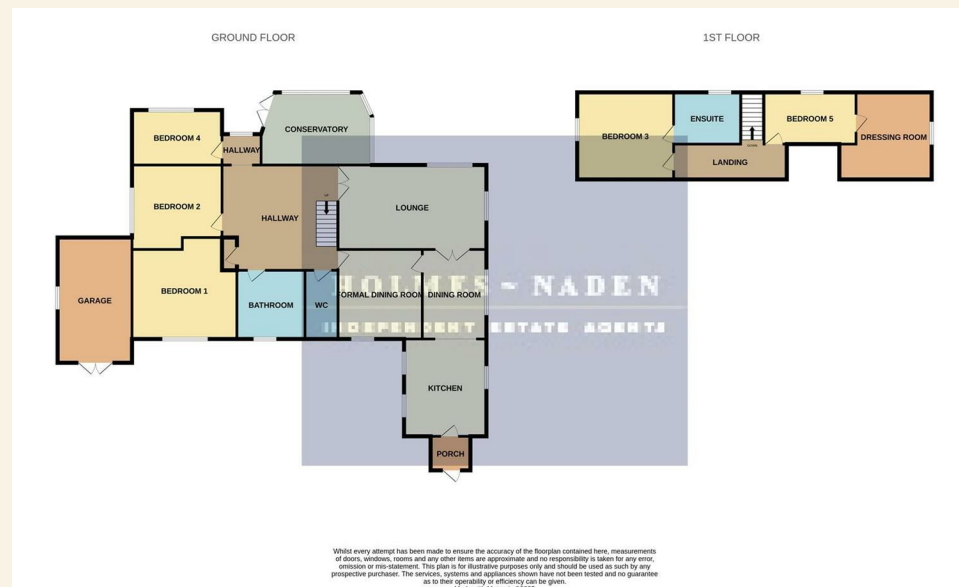 GROUND FLOOR
1ST FLOOR
BEDROOM 4
HALLWAY
CONSERVATORY
BEDROOM 2
HALLWAY
LOUNGE
UP
GARAGE
BEDROOM 1
BATHROOM
WC
FORMAL DINING ROOM
DINING ROOM
KITCHEN
PORCH
BEDROOM 3
ENSUITE
DOWN
BEDROOM 5
DRESSING ROOM
LANDING
HOLMES - NADEN
INDEPENDENT ESTATE AGENTS
Whilst every attempt has been made to ensure the accuracy of the floorplan contained here, measurements
of doors, windows, rooms and any other items are approximate and no responsibility is taken for any error,
omission or mis-statement. This plan is for illustrative purposes only and should be used as such by any
prospective purchaser. The services, systems and appliances shown have not been tested and no guarantee
as to their operability or efficiency can be given.